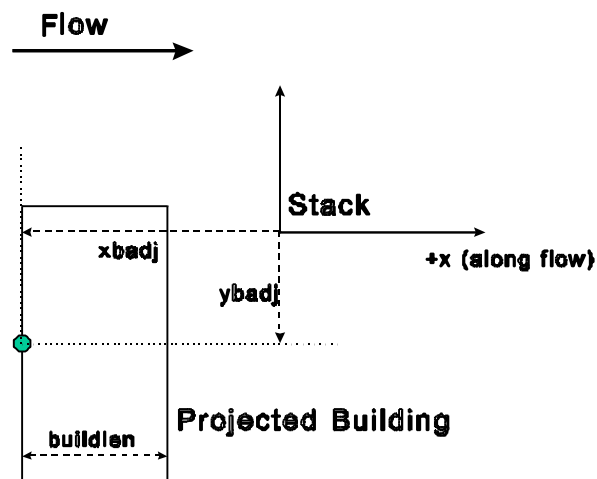 Flow
Stack
xbadj
+x (along flow)
ybadj
Projected Building
buildlen